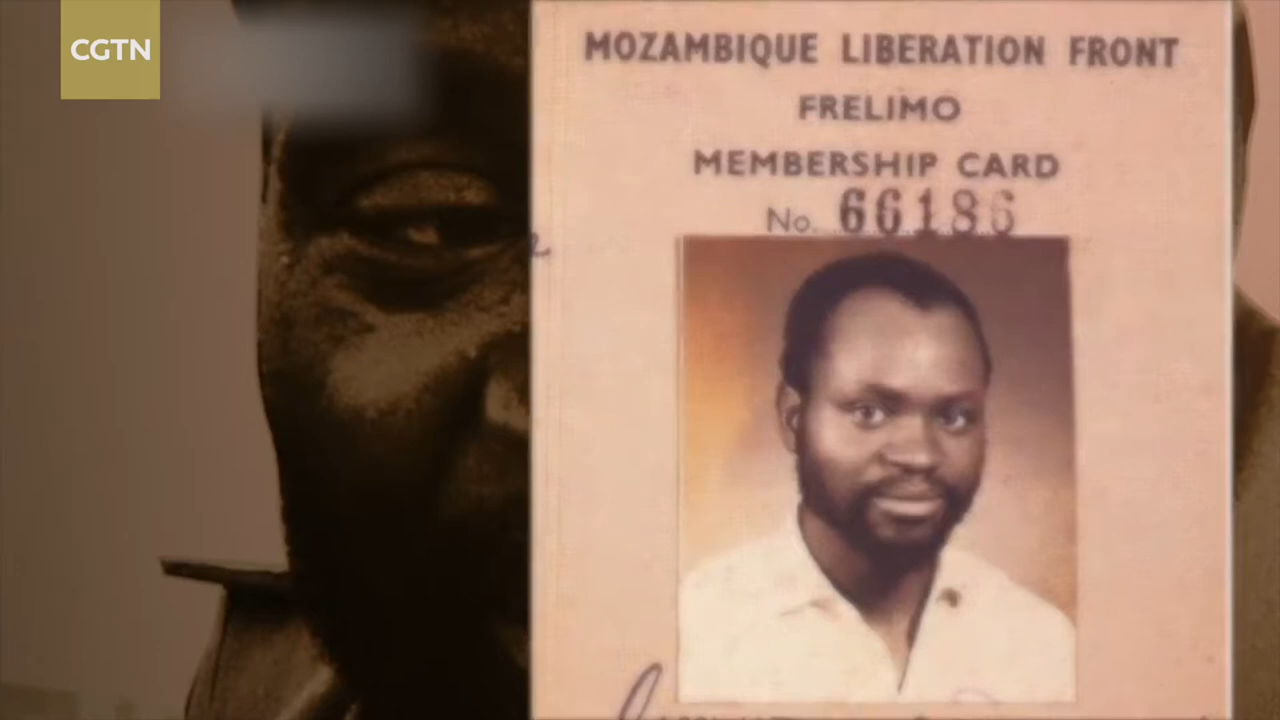 CGTN
MOZAMBIQUE LIBERATION FRONT
FRELIMO
MEMBERSHIP CARD
No. 66186